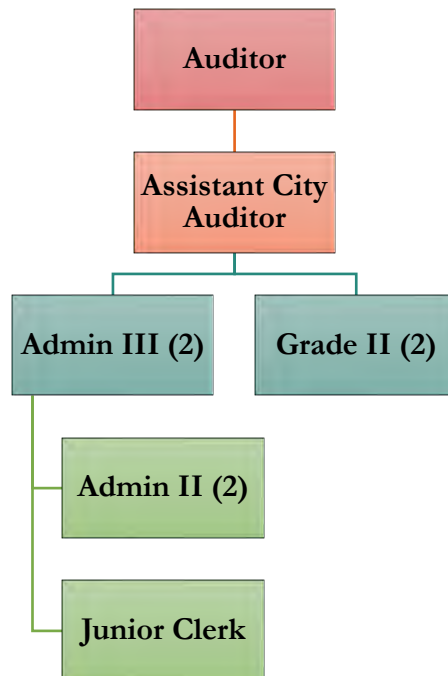 Auditor
Assistant City
Auditor
Admin III (2)
Grade II (2)
Admin II (2)
Junior Clerk